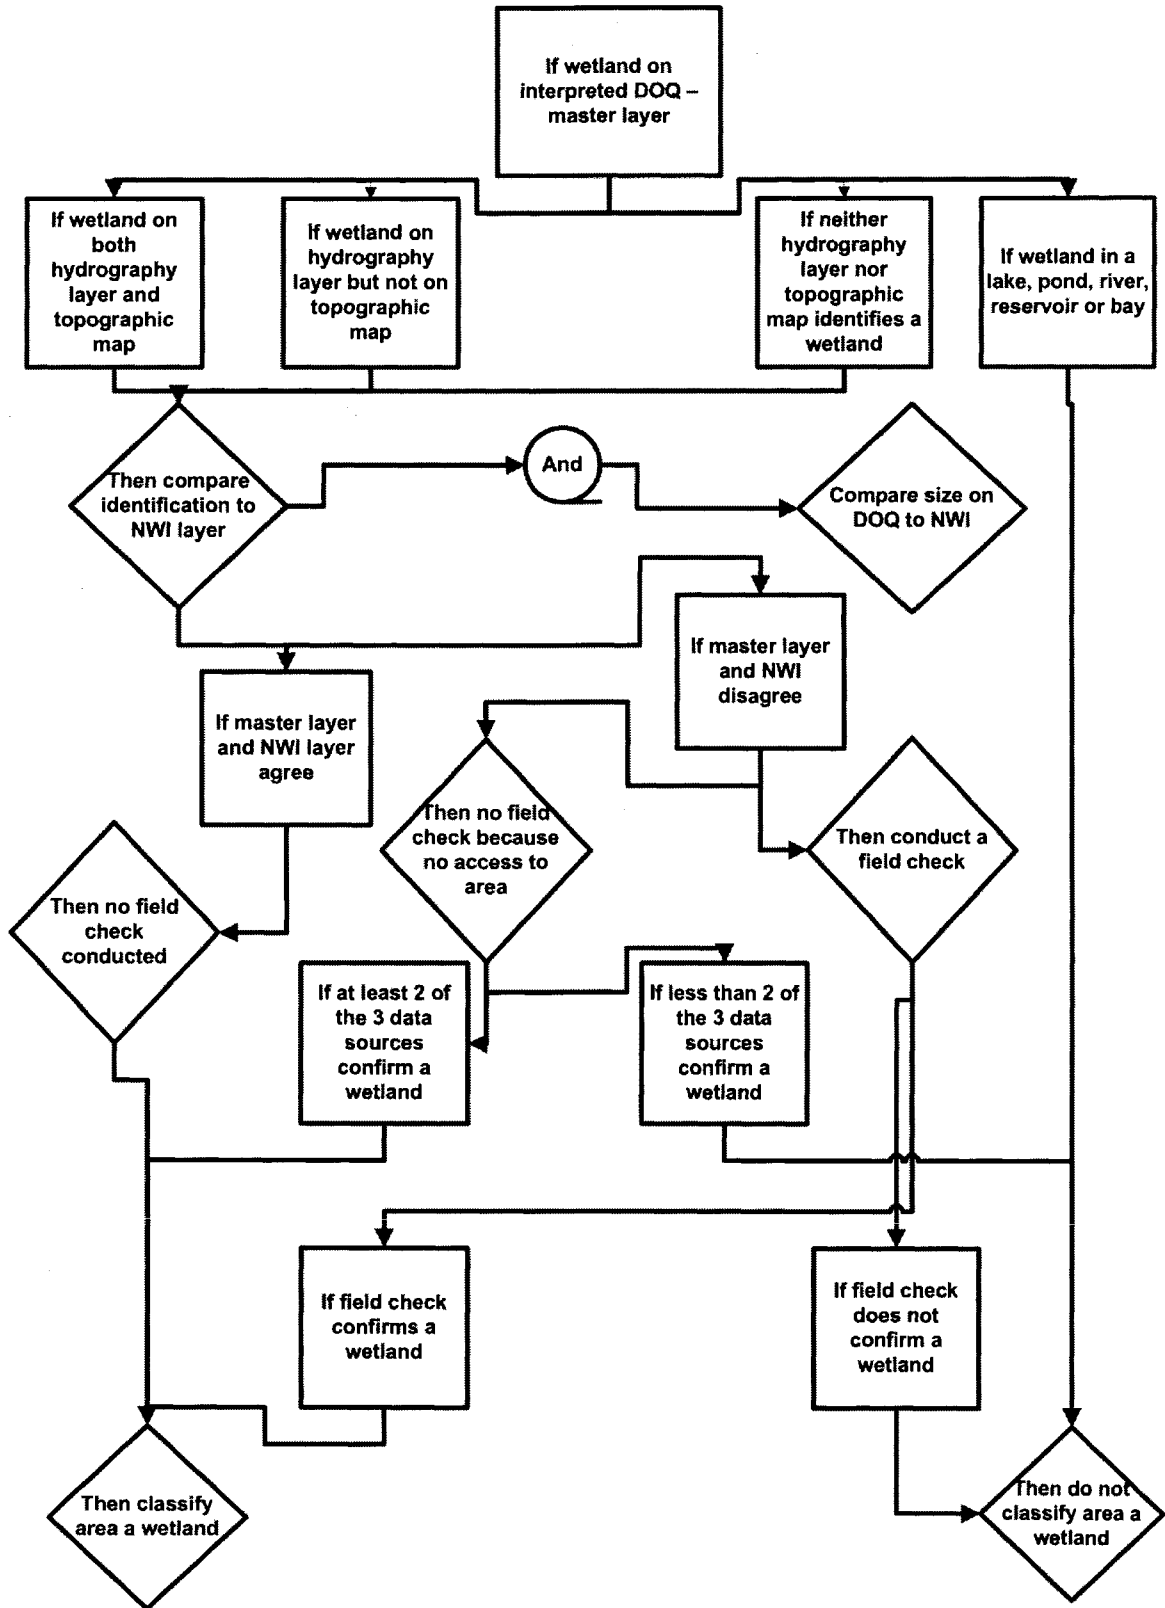 If wetland on
interpreted DOQ –
master layer
If wetland on
both
hydrography
layer and
topographic
map
If wetland on
hydrography
layer but not on
topographic
map
If neither
hydrography
layer nor
topographic
map identifies a
wetland
If wetland in a
lake, pond, river,
reservoir or bay
Then compare
identification to
NWI layer
And
Compare size on
DOQ to NWI
If master layer
and NWI
disagree
If master layer
and NWI layer
agree
Then no field
check because
no access to
area
Then conduct a
field check
Then no field
check
conducted
If at least 2 of
the 3 data
sources
confirm a
wetland
If less than 2 of
the 3 data
sources
confirm a
wetland
If field check
confirms a
wetland
If field check
does not
confirm a
wetland
Then classify
area a wetland
Then do not
classify area a
wetland